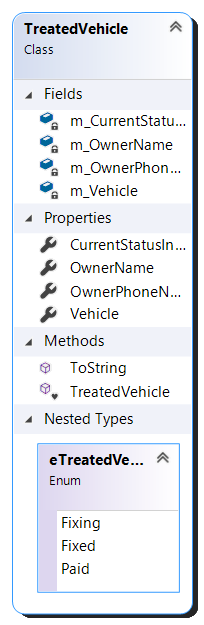 TreatedVehicle
Class
Fields
m_CurrentStatu...
m_OwnerName
m_OwnerPhon...
m_Vehicle
Properties
CurrentStatusIn...
OwnerName
OwnerPhoneN...
Vehicle
Methods
ToString
TreatedVehicle
Nested Types
eTreatedVe...
Enum
Fixing
Fixed
Paid